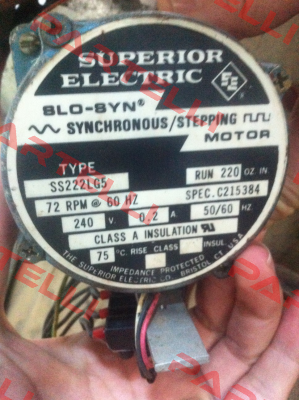 SUPERIOR
ELECTRIC
SE
SLO-SYN®
SYNCHRONOUS/STEPPING
MOTOR
TYPE
SS222LG5
RUN 220 OZ. IN.
72 RPM @ 60 HZ
SPEC. C215384
240 V. 0.2 A. 50/60 HZ
CLASS A INSULATION
75 °C. RISE CLASS INSUL.
IMPEDANCE PROTECTED
THE SUPERIOR ELECTRIC CO. BRISTOL CT. U.S.A.
PARTELLI